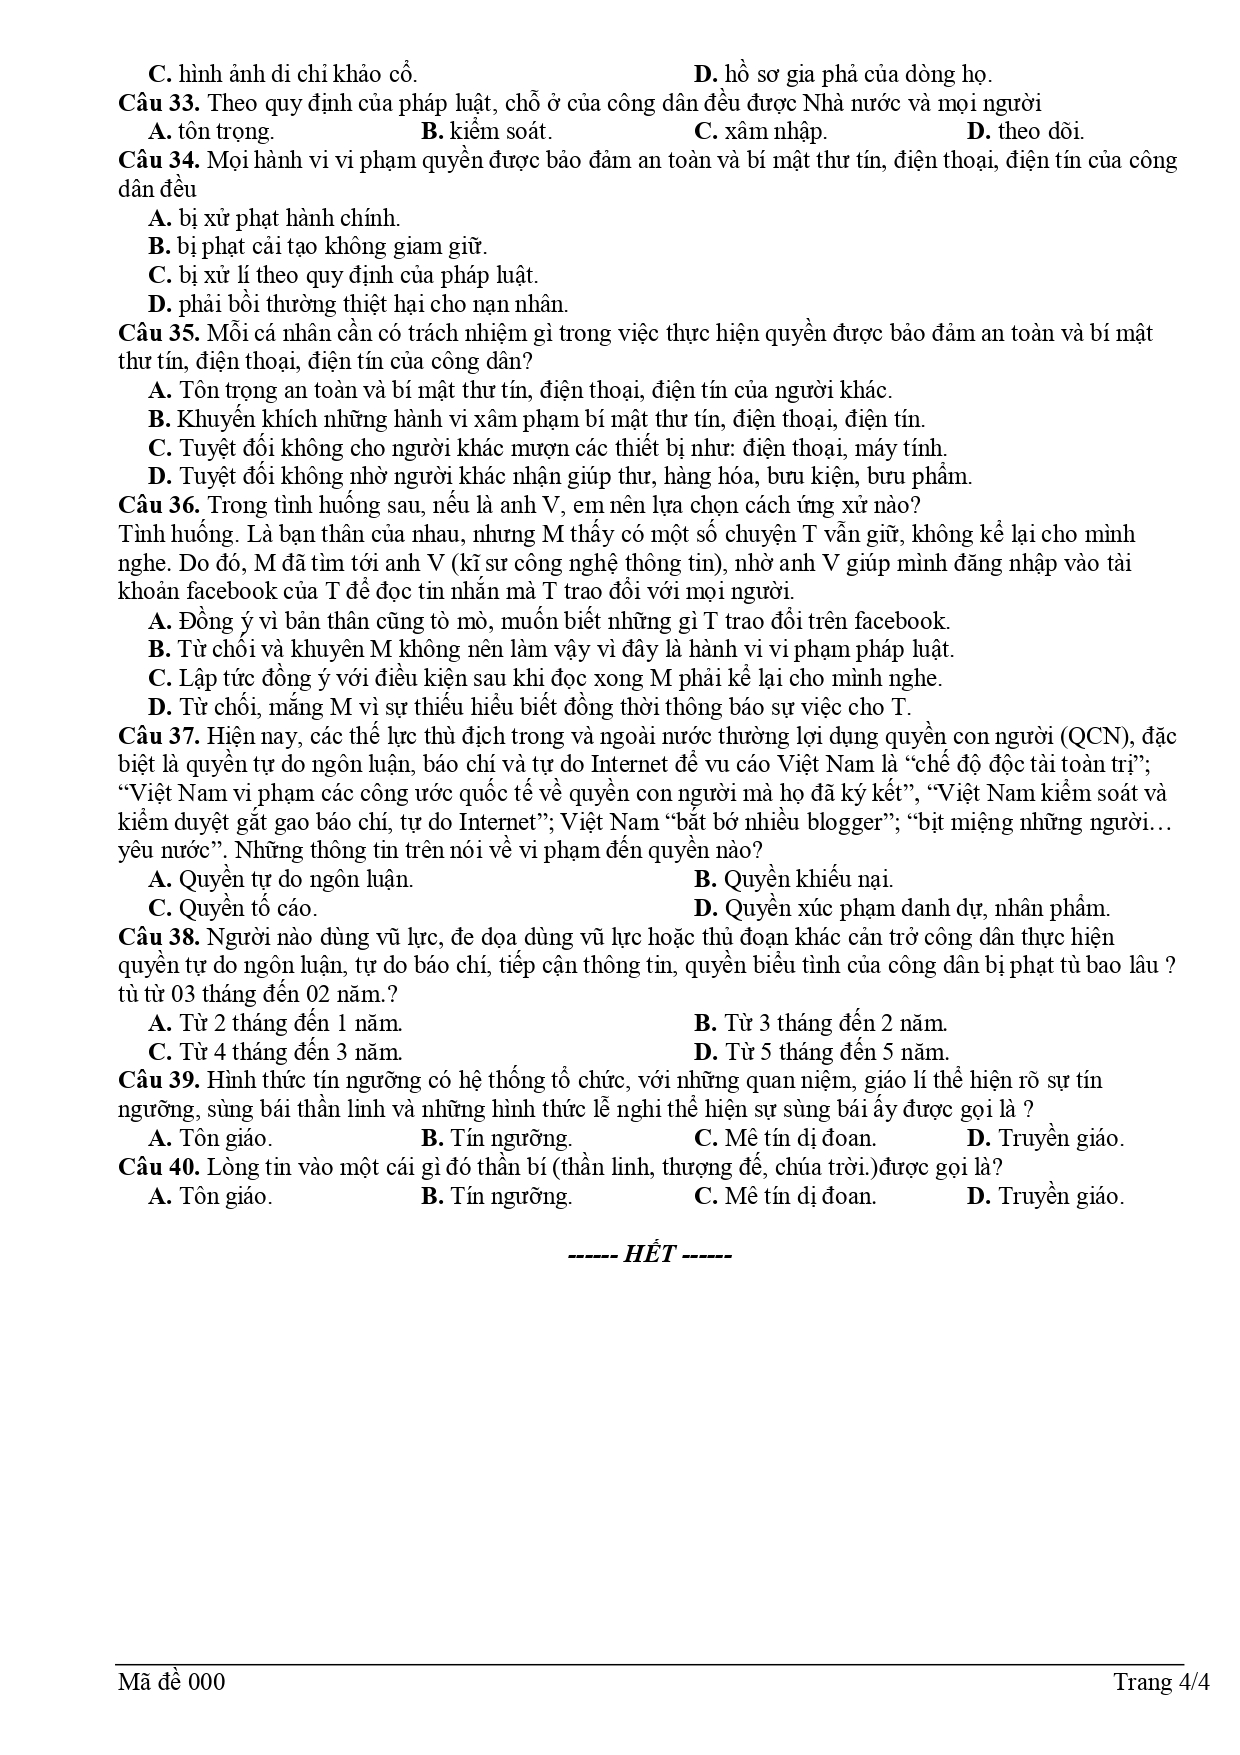 C. hình ảnh di chỉ khảo cổ. D. hồ sơ gia phả của dòng họ.
Câu 33. Theo quy định của pháp luật, chỗ ở của công dân đều được Nhà nước và mọi người
A. tôn trọng. B. kiểm soát. C. xâm nhập. D. theo dõi.
Câu 34. Mọi hành vi vi phạm quyền được bảo đảm an toàn và bí mật thư tín, điện thoại, điện tín của công
dân đều
A. bị xử phạt hành chính.
B. bị phạt cải tạo không giam giữ.
C. bị xử lí theo quy định của pháp luật.
D. phải bồi thường thiệt hại cho nạn nhân.
Câu 35. Mỗi cá nhân cần có trách nhiệm gì trong việc thực hiện quyền được bảo đảm an toàn và bí mật
thư tín, điện thoại, điện tín của công dân?
A. Tôn trọng an toàn và bí mật thư tín, điện thoại, điện tín của người khác.
B. Khuyến khích những hành vi xâm phạm bí mật thư tín, điện thoại, điện tín.
C. Tuyệt đối không cho người khác mượn các thiết bị như: điện thoại, máy tính.
D. Tuyệt đối không nhờ người khác nhận giúp thư, hàng hóa, bưu kiện, bưu phẩm.
Câu 36. Trong tình huống sau, nếu là anh V, em nên lựa chọn cách ứng xử nào?
Tình huống. Là bạn thân của nhau, nhưng M thấy có một số chuyện T vẫn giữ, không kể lại cho mình
nghe. Do đó, M đã tìm tới anh V (kĩ sư công nghệ thông tin), nhờ anh V giúp mình đăng nhập vào tài
khoản facebook của T để đọc tin nhắn mà T trao đổi với mọi người.
A. Đồng ý vì bản thân cũng tò mò, muốn biết những gì T trao đổi trên facebook.
B. Từ chối và khuyên M không nên làm vậy vì đây là hành vi vi phạm pháp luật.
C. Lập tức đồng ý với điều kiện sau khi đọc xong M phải kể lại cho mình nghe.
D. Từ chối, mắng M vì sự thiếu hiểu biết đồng thời thông báo sự việc cho T.
Câu 37. Hiện nay, các thế lực thù địch trong và ngoài nước thường lợi dụng quyền con người (QCN), đặc
biệt là quyền tự do ngôn luận, báo chí và tự do Internet để vu cáo Việt Nam là “chế độ độc tài toàn trị”;
“Việt Nam vi phạm các công ước quốc tế về quyền con người mà họ đã ký kết”, “Việt Nam kiểm soát và
kiểm duyệt gắt gao báo chí, tự do Internet”; Việt Nam “bắt bớ nhiều blogger”; “bịt miệng những người…
yêu nước”. Những thông tin trên nói về vi phạm đến quyền nào?
A. Quyền tự do ngôn luận. B. Quyền khiếu nại.
C. Quyền tố cáo. D. Quyền xúc phạm danh dự, nhân phẩm.
Câu 38. Người nào dùng vũ lực, đe dọa dùng vũ lực hoặc thủ đoạn khác cản trở công dân thực hiện
quyền tự do ngôn luận, tự do báo chí, tiếp cận thông tin, quyền biểu tình của công dân bị phạt tù bao lâu ?
tù từ 03 tháng đến 02 năm.?
A. Từ 2 tháng đến 1 năm. B. Từ 3 tháng đến 2 năm.
C. Từ 4 tháng đến 3 năm. D. Từ 5 tháng đến 5 năm.
Câu 39. Hình thức tín ngưỡng có hệ thống tổ chức, với những quan niệm, giáo lí thể hiện rõ sự tín
ngưỡng, sùng bái thần linh và những hình thức lễ nghi thể hiện sự sùng bái ấy được gọi là ?
A. Tôn giáo. B. Tín ngưỡng. C. Mê tín dị đoan. D. Truyền giáo.
Câu 40. Lòng tin vào một cái gì đó thần bí (thần linh, thượng đế, chúa trời.)được gọi là?
A. Tôn giáo. B. Tín ngưỡng. C. Mê tín dị đoan. D. Truyền giáo.
------ HẾT ------
Mã đề 000 Trang 4/4